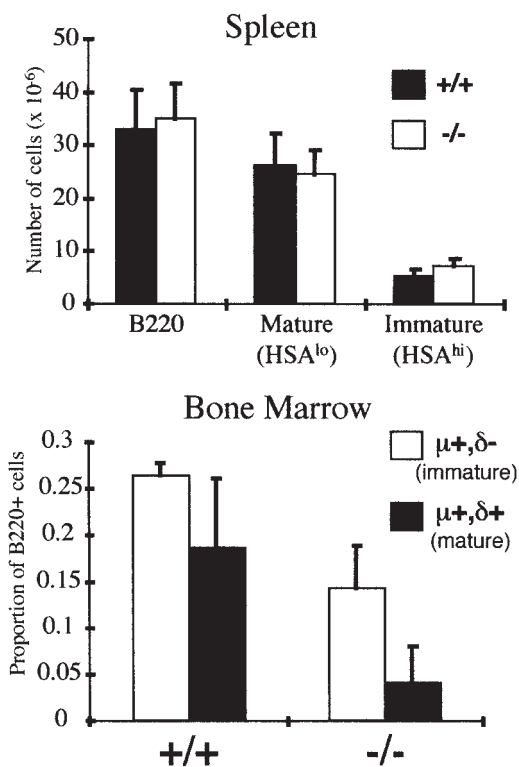 Spleen
Number of cells (x 10⁻⁶)
50
40
30
20
10
0
+/+
-/-
B220
Mature
(HSAˡᵒ)
Immature
(HSAʰⁱ)
Bone Marrow
Proportion of B220+ cells
0.3
0.25
0.2
0.15
0.1
0.05
0
μ+,δ-
(immature)
μ+,δ+
(mature)
+/+
-/-